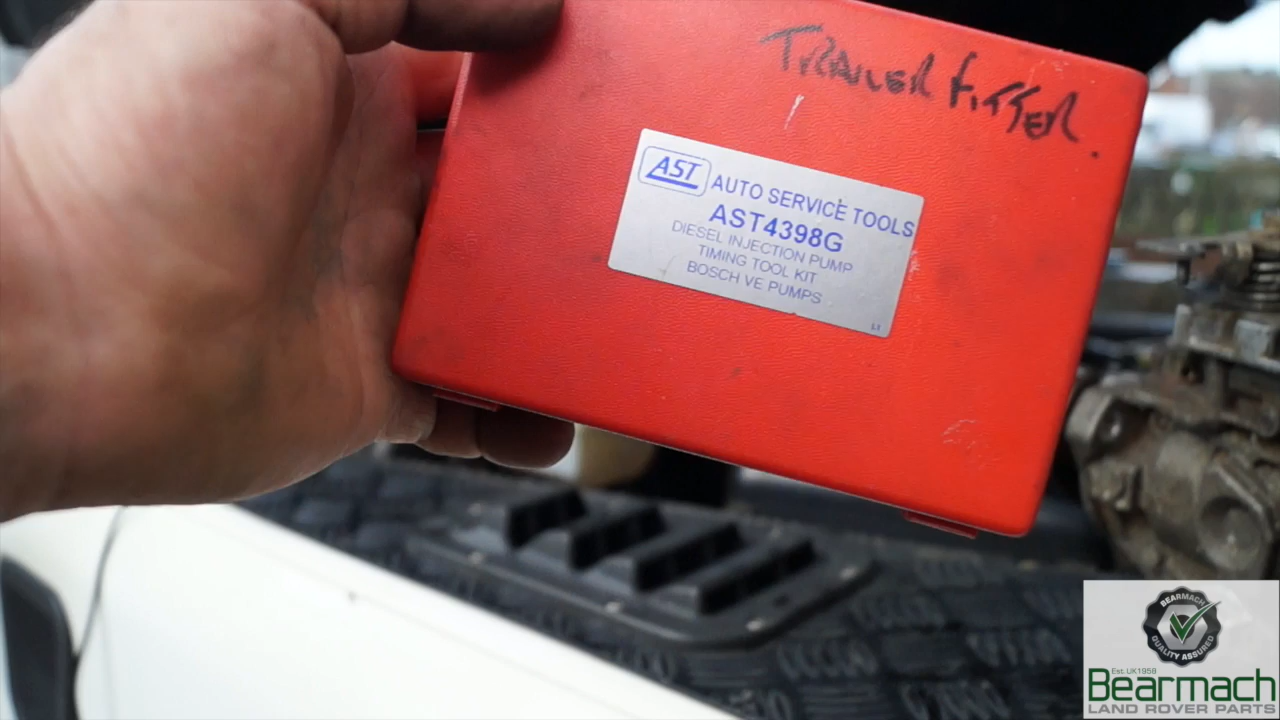 TRAILER FITTER.
AST AUTO SERVICE TOOLS
AST4398G
DIESEL INJECTION PUMP
TIMING TOOL KIT
BOSCH VE PUMPS
BEARMACH
QUALITY ASSURED
Est. UK1958
Bearmach
LAND ROVER PARTS